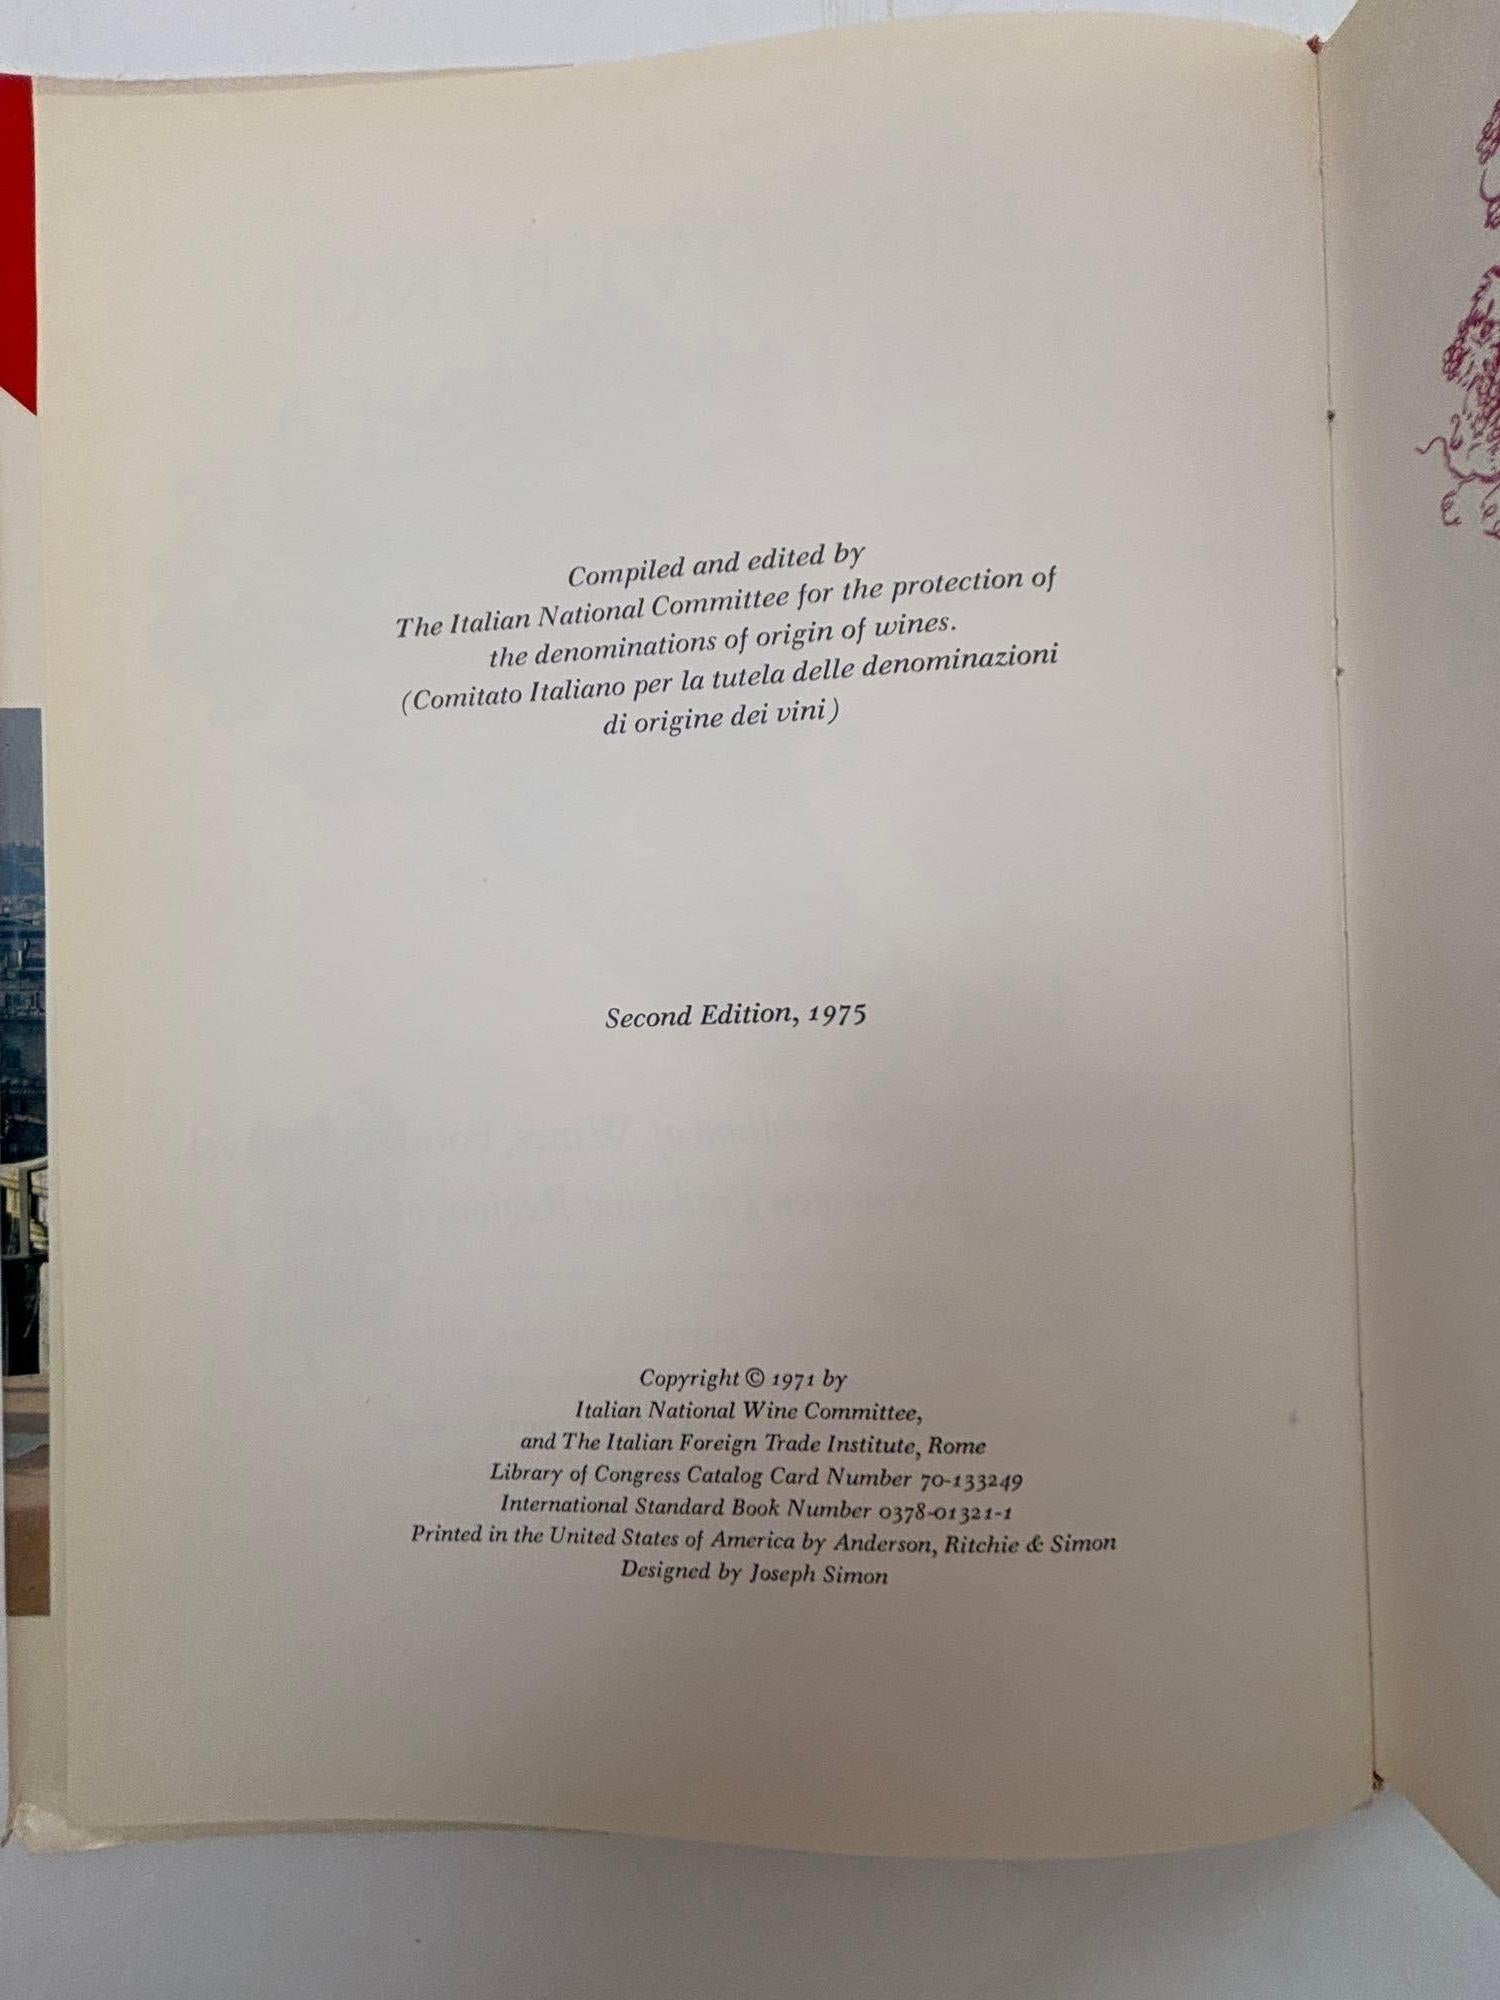 Compiled and edited by
The Italian National Committee for the protection of
the denominations of origin of wines.
(Comitato Italiano per la tutela delle denominazioni
di origine dei vini)
Second Edition, 1975
Copyright © 1971 by
Italian National Wine Committee,
and The Italian Foreign Trade Institute, Rome
Library of Congress Catalog Card Number 70-133249
International Standard Book Number 0378-01321-1
Printed in the United States of America by Anderson, Ritchie & Simon
Designed by Joseph Simon